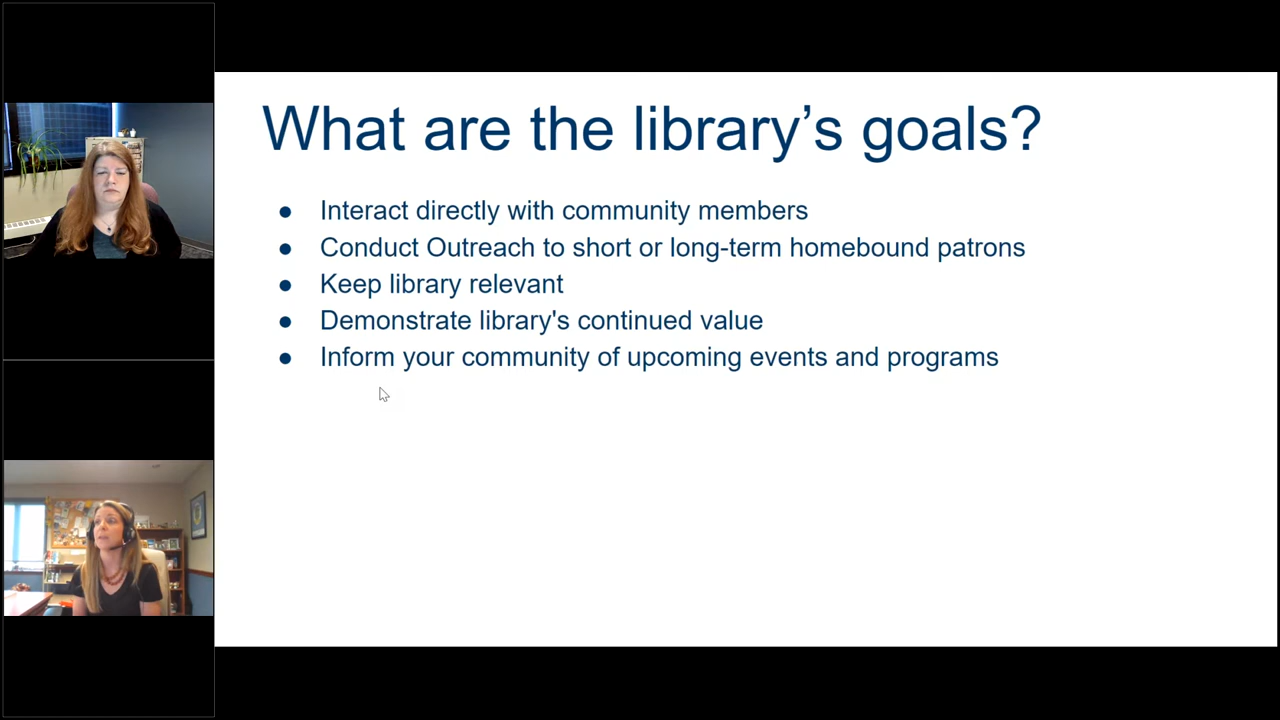 What are the library’s goals?
● Interact directly with community members
● Conduct Outreach to short or long-term homebound patrons
● Keep library relevant
● Demonstrate library's continued value
● Inform your community of upcoming events and programs